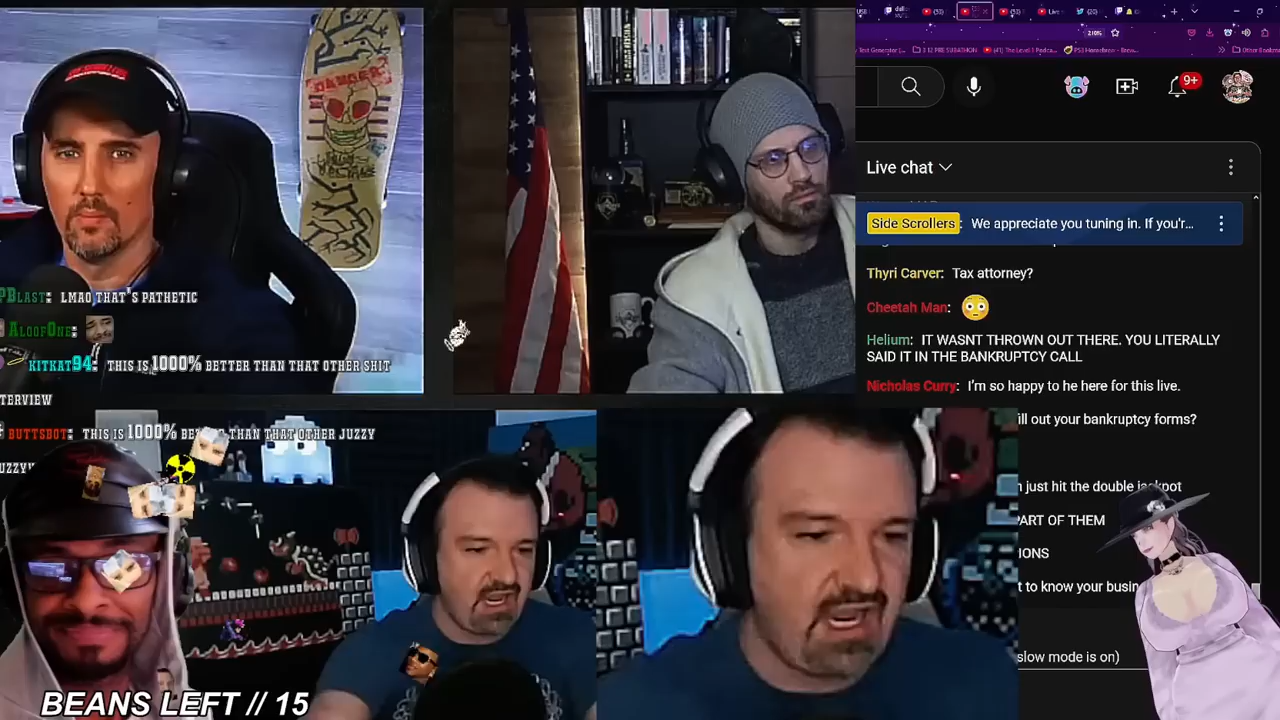 DANGER
PBLAST: LMAO THAT'S PATHETIC
ALOOFONE:
KITKAT94: THIS IS 1000% BETTER THAN THAT OTHER SHIT
TERVIEW
BUTTSBOT: THIS IS 1000% BETTER THAN THAT OTHER JUZZY
UZZY
BEANS LEFT // 15
210%
9+
Live chat
Side Scrollers: We appreciate you tuning in. If you'r...
Thyri Carver: Tax attorney?
Cheetah Man:
Helium: IT WASNT THROWN OUT THERE. YOU LITERALLY
SAID IT IN THE BANKRUPTCY CALL
Nicholas Curry: I'm so happy to he here for this live.
ill out your bankruptcy forms?
just hit the double jackpot
PART OF THEM
IONS
t to know your busin
slow mode is on)